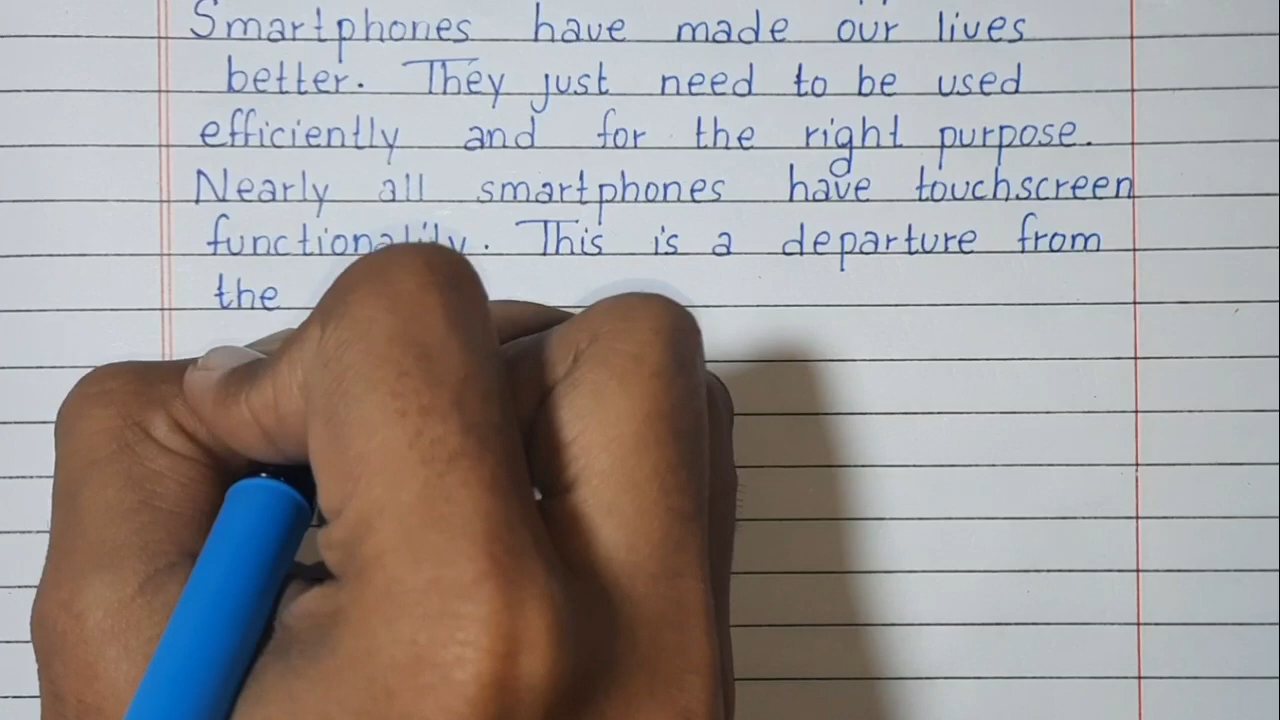 Smartphones have made our lives
better. They just need to be used
efficiently and for the right purpose.
Nearly all smartphones have touchscreen
functionality. This is a departure from
the